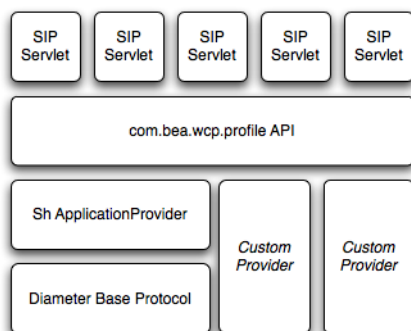 SIP
Servlet
SIP
Servlet
SIP
Servlet
SIP
Servlet
SIP
Servlet
com.bea.wcp.profile API
Sh ApplicationProvider
Diameter Base Protocol
Custom
Provider
Custom
Provider